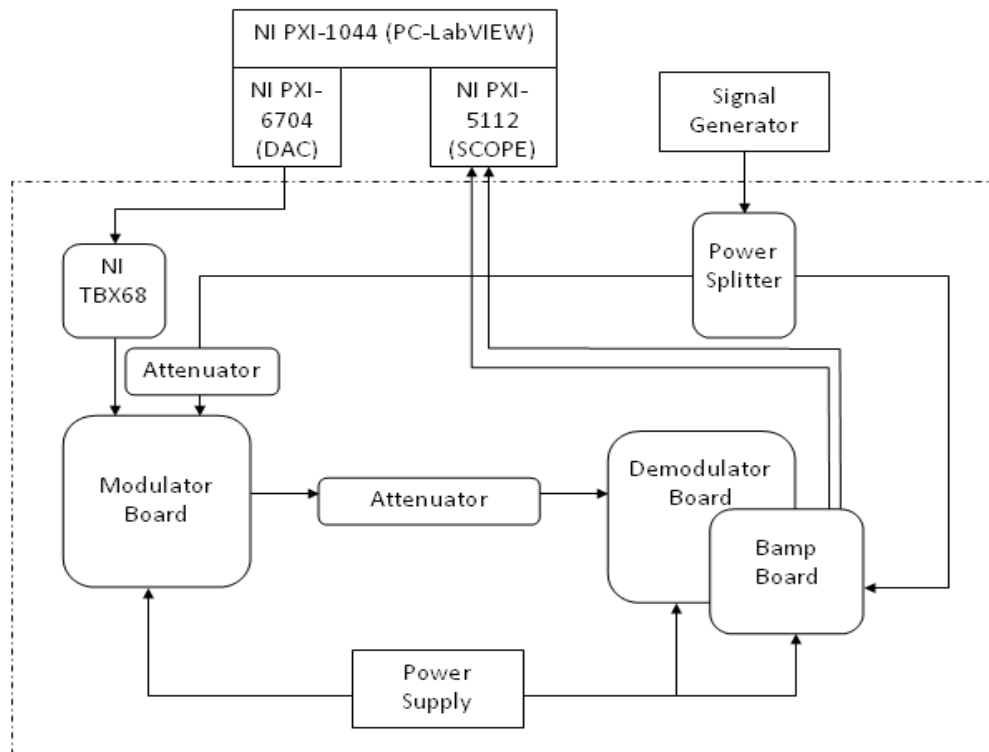 NI PXI-1044 (PC-LabVIEW)
NI PXI-
6704
(DAC)
NI PXI-
5112
(SCOPE)
Signal
Generator
NI
TBX68
Power
Splitter
Attenuator
Modulator
Board
Attenuator
Demodulator
Board
Bamp
Board
Power
Supply